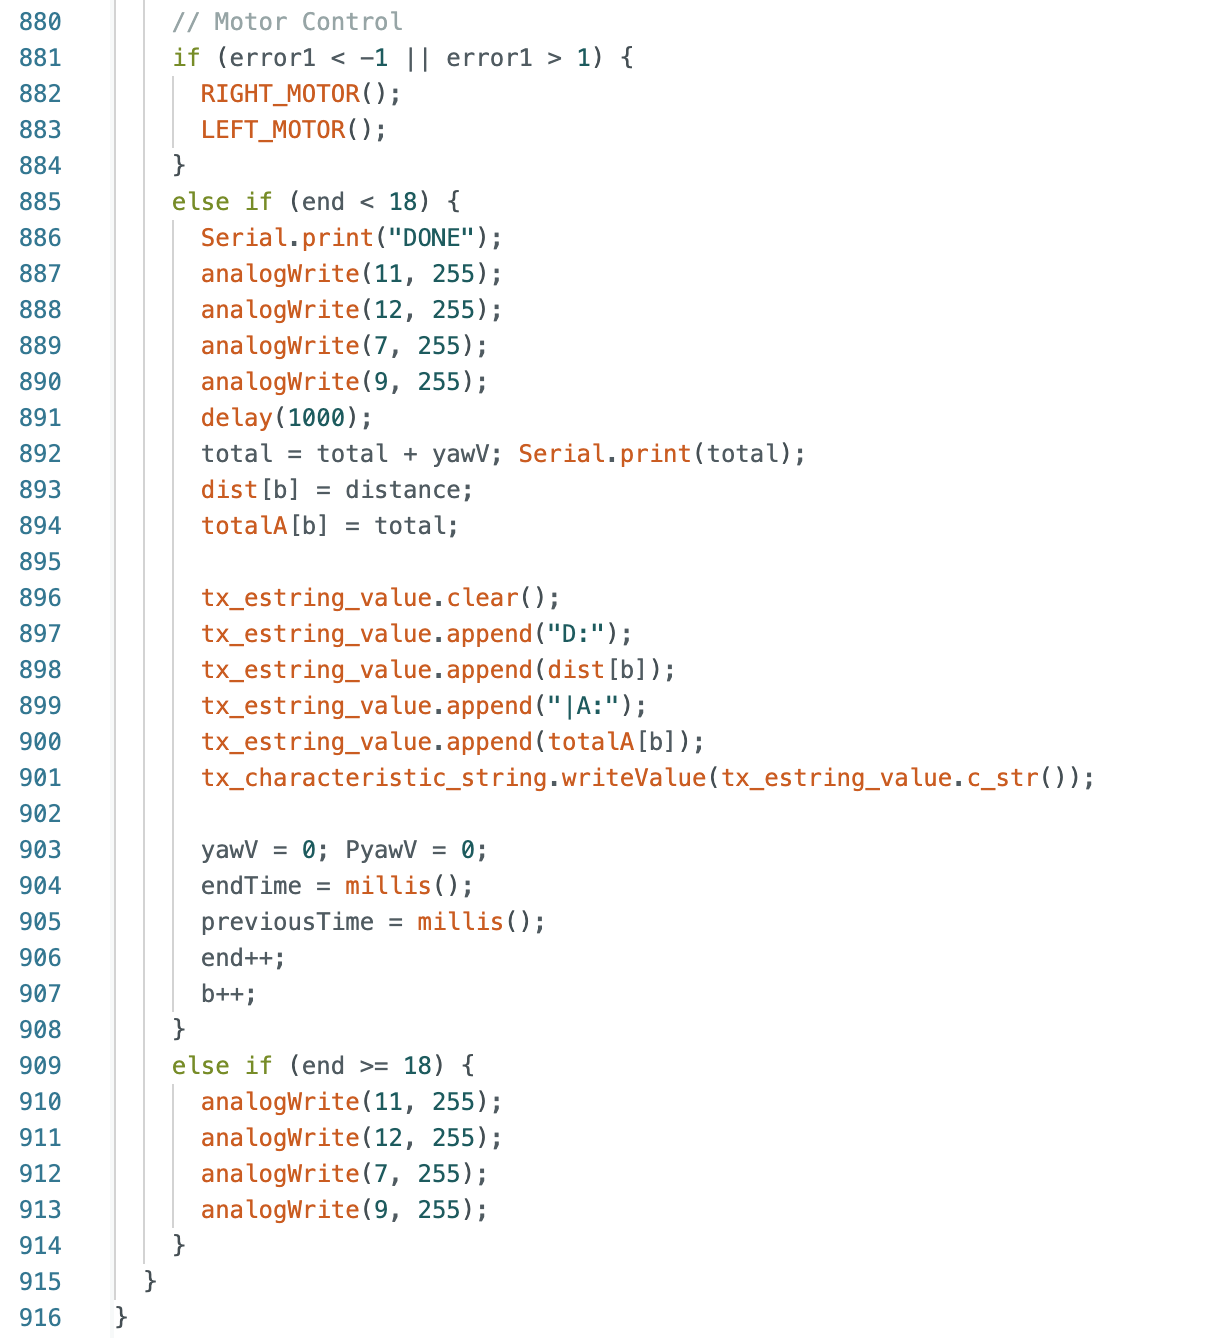 880 // Motor Control
881 if (error1 < -1 || error1 > 1) {
882 RIGHT_MOTOR();
883 LEFT_MOTOR();
884 }
885 else if (end < 18) {
886 Serial.print("DONE");
887 analogWrite(11, 255);
888 analogWrite(12, 255);
889 analogWrite(7, 255);
890 analogWrite(9, 255);
891 delay(1000);
892 total = total + yawV; Serial.print(total);
893 dist[b] = distance;
894 totalA[b] = total;
895
896 tx_estring_value.clear();
897 tx_estring_value.append("D:");
898 tx_estring_value.append(dist[b]);
899 tx_estring_value.append("|A:");
900 tx_estring_value.append(totalA[b]);
901 tx_characteristic_string.writeValue(tx_estring_value.c_str());
902
903 yawV = 0; PyawV = 0;
904 endTime = millis();
905 previousTime = millis();
906 end++;
907 b++;
908 }
909 else if (end >= 18) {
910 analogWrite(11, 255);
911 analogWrite(12, 255);
912 analogWrite(7, 255);
913 analogWrite(9, 255);
914 }
915 }
916 }